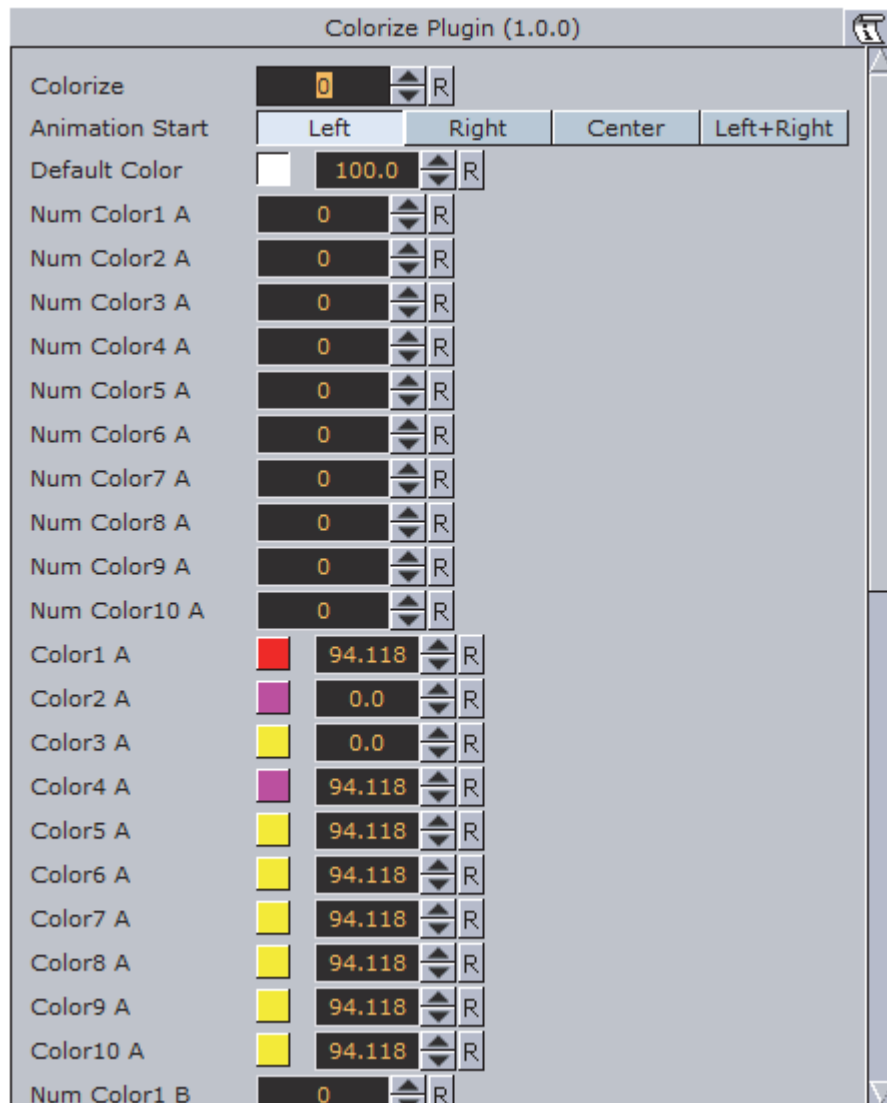 Colorize Plugin (1.0.0)
Colorize 0 R
Animation Start Left Right Center Left+Right
Default Color 100.0 R
Num Color1 A 0 R
Num Color2 A 0 R
Num Color3 A 0 R
Num Color4 A 0 R
Num Color5 A 0 R
Num Color6 A 0 R
Num Color7 A 0 R
Num Color8 A 0 R
Num Color9 A 0 R
Num Color10 A 0 R
Color1 A 94.118 R
Color2 A 0.0 R
Color3 A 0.0 R
Color4 A 94.118 R
Color5 A 94.118 R
Color6 A 94.118 R
Color7 A 94.118 R
Color8 A 94.118 R
Color9 A 94.118 R
Color10 A 94.118 R
Num Color1 B 0 R